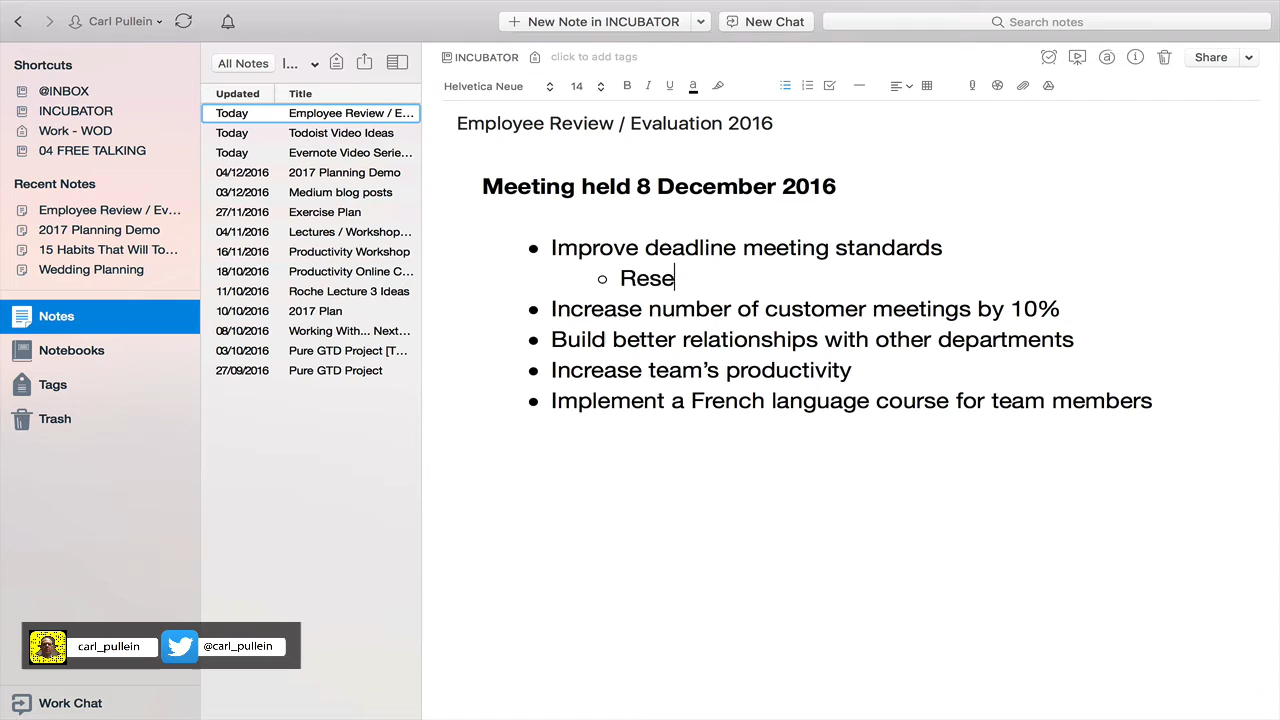 Carl Pullein
New Note in INCUBATOR
New Chat
Search notes
Shortcuts
@INBOX
INCUBATOR
Work - WOD
04 FREE TALKING
Recent Notes
Employee Review / Ev...
2017 Planning Demo
15 Habits That Will To...
Wedding Planning
Notes
Notebooks
Tags
Trash
carl_pullein
@carl_pullein
Work Chat
All Notes I...
Updated Title
Today Employee Review / E...
Today Todoist Video Ideas
Today Evernote Video Serie...
04/12/2016 2017 Planning Demo
03/12/2016 Medium blog posts
27/11/2016 Exercise Plan
04/11/2016 Lectures / Workshop...
16/11/2016 Productivity Workshop
18/10/2016 Productivity Online C...
11/10/2016 Roche Lecture 3 Ideas
10/10/2016 2017 Plan
08/10/2016 Working With... Next...
03/10/2016 Pure GTD Project [T...
27/09/2016 Pure GTD Project
INCUBATOR click to add tags
Share
Helvetica Neue 14 B I U a
Employee Review / Evaluation 2016
Meeting held 8 December 2016
• Improve deadline meeting standards
○ Rese
• Increase number of customer meetings by 10%
• Build better relationships with other departments
• Increase team’s productivity
• Implement a French language course for team members